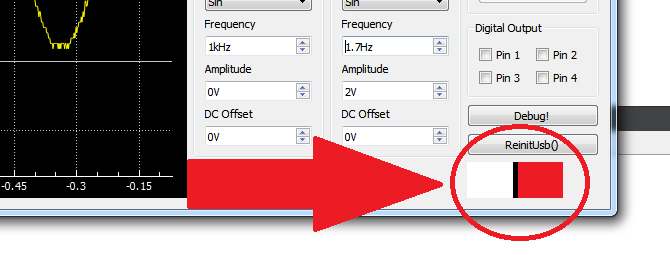 Sin
Sin
Frequency
Frequency
Digital Output
1kHz
1.7Hz
Pin 1
Pin 2
Amplitude
Amplitude
Pin 3
Pin 4
0V
2V
DC Offset
DC Offset
Debug!
0V
0V
ReinitUsb()
-0.45
-0.3
-0.15